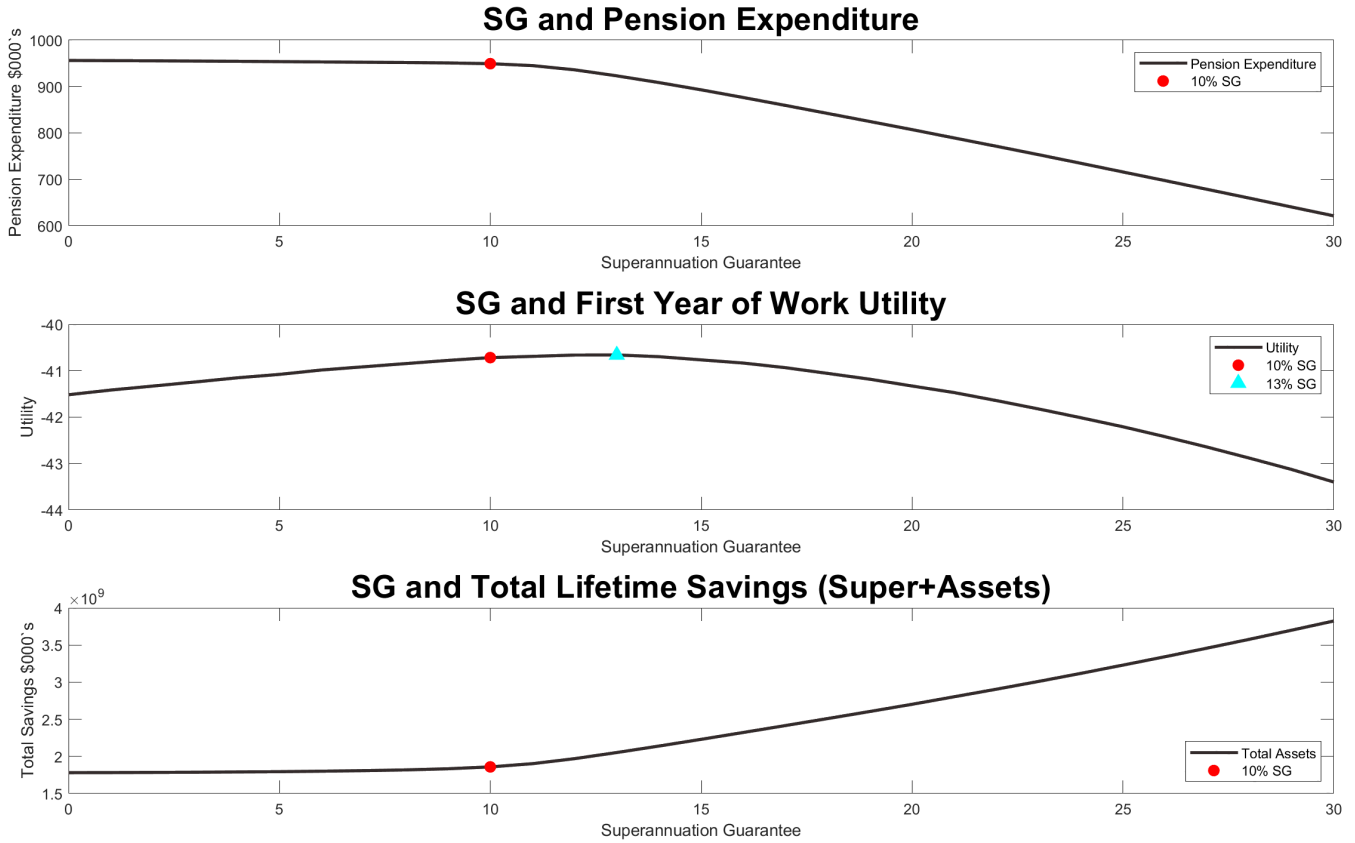 SG and Pension Expenditure
Pension Expenditure $000`s
1000
900
800
700
600
0 5 10 15 20 25 30
Superannuation Guarantee
Pension Expenditure
10% SG
SG and First Year of Work Utility
Utility
-40
-41
-42
-43
-44
0 5 10 15 20 25 30
Superannuation Guarantee
Utility
10% SG
13% SG
SG and Total Lifetime Savings (Super+Assets)
×10⁹
Total Savings $000`s
4
3.5
3
2.5
2
1.5
0 5 10 15 20 25 30
Superannuation Guarantee
Total Assets
10% SG